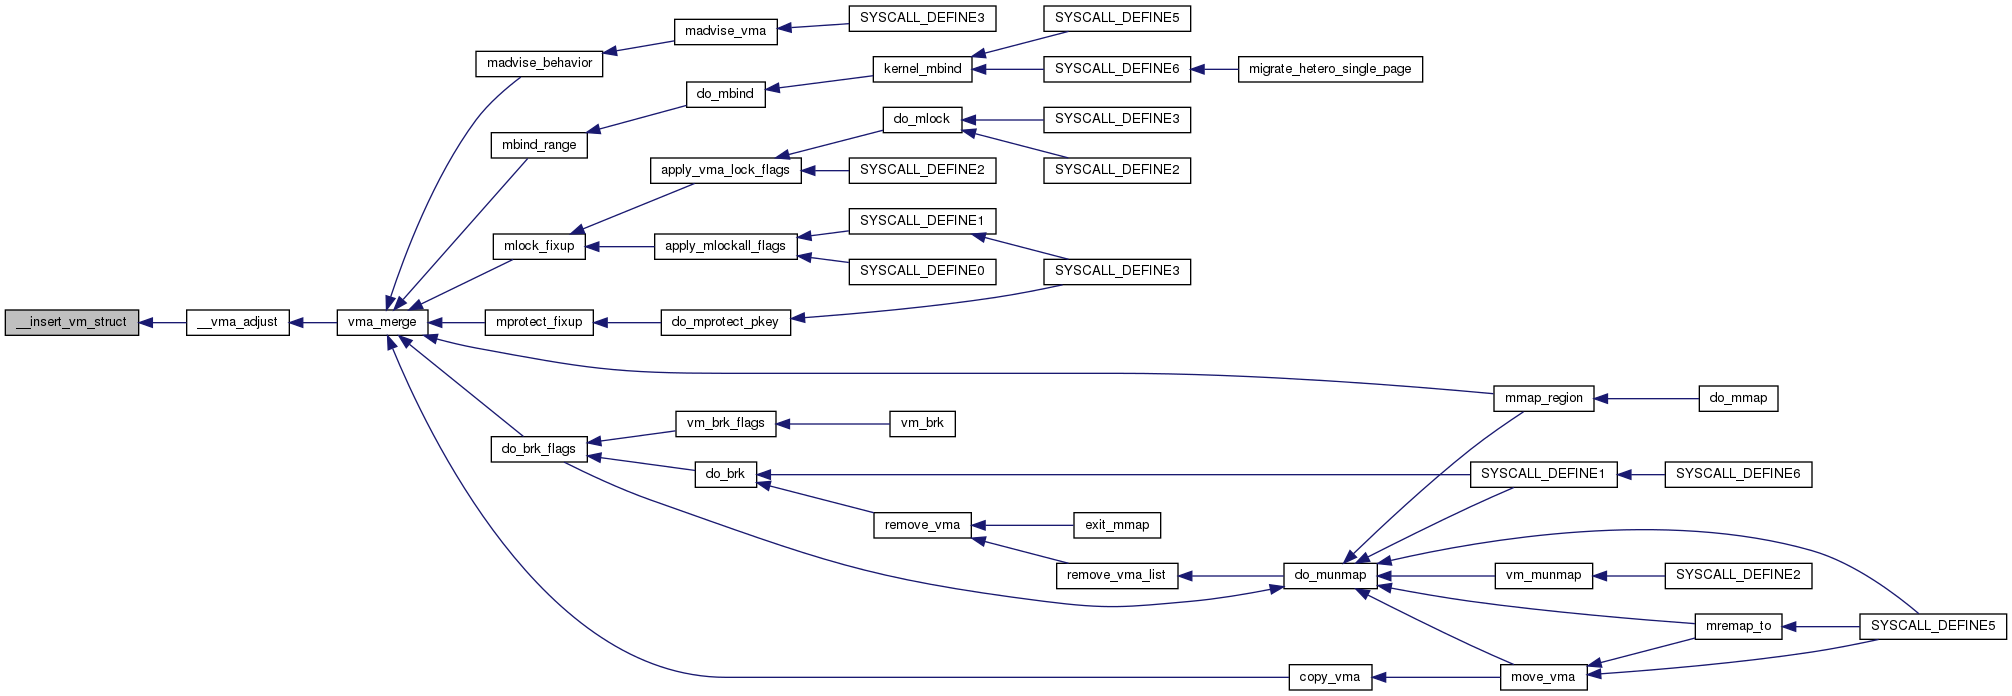 SYSCALL_DEFINE3
SYSCALL_DEFINE5
madvise_vma
madvise_behavior
kernel_mbind
SYSCALL_DEFINE6
migrate_hetero_single_page
do_mbind
do_mlock
SYSCALL_DEFINE3
mbind_range
apply_vma_lock_flags
SYSCALL_DEFINE2
SYSCALL_DEFINE2
SYSCALL_DEFINE1
mlock_fixup
apply_mlockall_flags
SYSCALL_DEFINE0
SYSCALL_DEFINE3
__insert_vm_struct
__vma_adjust
vma_merge
mprotect_fixup
do_mprotect_pkey
mmap_region
do_mmap
vm_brk_flags
vm_brk
do_brk_flags
do_brk
SYSCALL_DEFINE1
SYSCALL_DEFINE6
remove_vma
exit_mmap
remove_vma_list
do_munmap
vm_munmap
SYSCALL_DEFINE2
mremap_to
SYSCALL_DEFINE5
copy_vma
move_vma